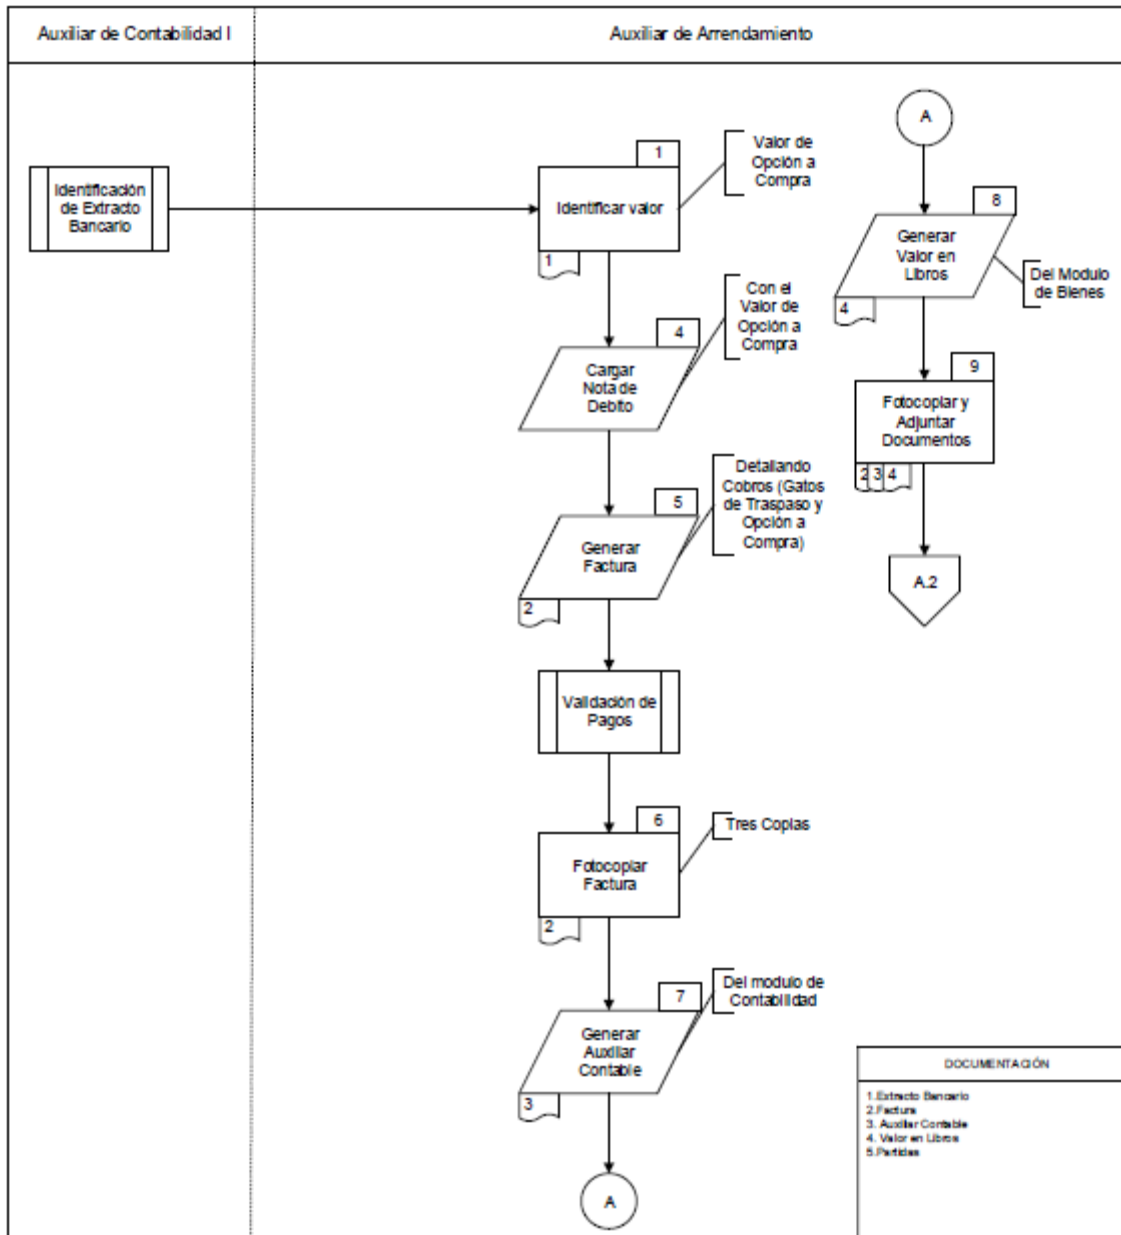 Auxiliar de Contabilidad I
Auxiliar de Arrendamiento
Identificación
de Extracto
Bancario
1
Identificar valor
1
Valor de
Opción a
Compra
4
Cargar
Nota de
Debito
Con el
Valor de
Opción a
Compra
5
Generar
Factura
2
Detallando
Cobros (Gatos
de Traspaso y
Opción a
Compra)
Validación de
Pagos
6
Fotocopiar
Factura
2
Tres Copias
7
Generar
Auxiliar
Contable
3
Del modulo de
Contabilidad
A
A
8
Generar
Valor en
Libros
4
Del Modulo
de Bienes
9
Fotocopiar y
Adjuntar
Documentos
2 3 4
A.2
DOCUMENTACIÓN
1.Extracto Bancario
2.Factura
3. Auxiliar Contable
4. Valor en Libros
5.Partidas